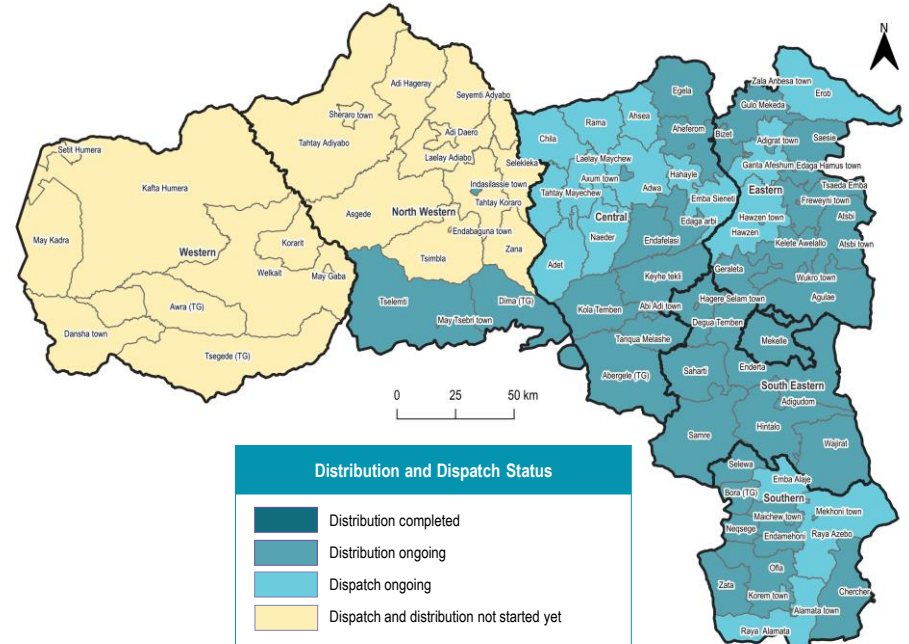 N
Adi Hageray
Seyemti Adyabo
Sheraro town
Adi Daero
Tahtay Adiyabo
Laelay Adiabo
Selekleka
Indasilassie town
Tahtay Koraro
Asgede
North Western
Endabaguna town
Zana
Tsimbla
Tselemti
Dima (TG)
May Tsebri town
Setit Humera
Kafta Humera
May Kadra
Western
Korarit
Welkait
May Gaba
Awra (TG)
Dansha town
Tsegede (TG)
Egela
Ahsea
Rama
Chila
Aheferom
Laelay Maychew
Axum town
Hahayle
Tahtay Mayechew
Adwa
Emba Sieneti
Central
Edaga arbi
Naeder
Endafelasi
Adet
Keyhe tekli
Kola Temben
Abi Adi town
Tanqua Melashe
Abergele (TG)
Zala Anbesa town
Erob
Gulo Mekeda
Bizet
Adigrat town
Saesie
Ganta Afeshum
Edaga Hamus town
Eastern
Tsaeda Emba
Freweyni town
Hawzen town
Atsbi
Hawzen
Kelete Awelallo
Atsbi town
Geraleta
Wukro town
Agulae
Hagere Selam town
Degua Temben
Mekelle
Enderta
Saharti
South Eastern
Adigudom
Hintalo
Samre
Wajirat
Selewa
Emba Alaje
Bora (TG)
Southern
Mekhoni town
Maichew town
Neqsege
Endamehoni
Raya Azebo
Ofla
Zata
Korem town
Chercher
Alamata town
Raya Alamata
0 25 50 km
Distribution and Dispatch Status
Distribution completed
Distribution ongoing
Dispatch ongoing
Dispatch and distribution not started yet